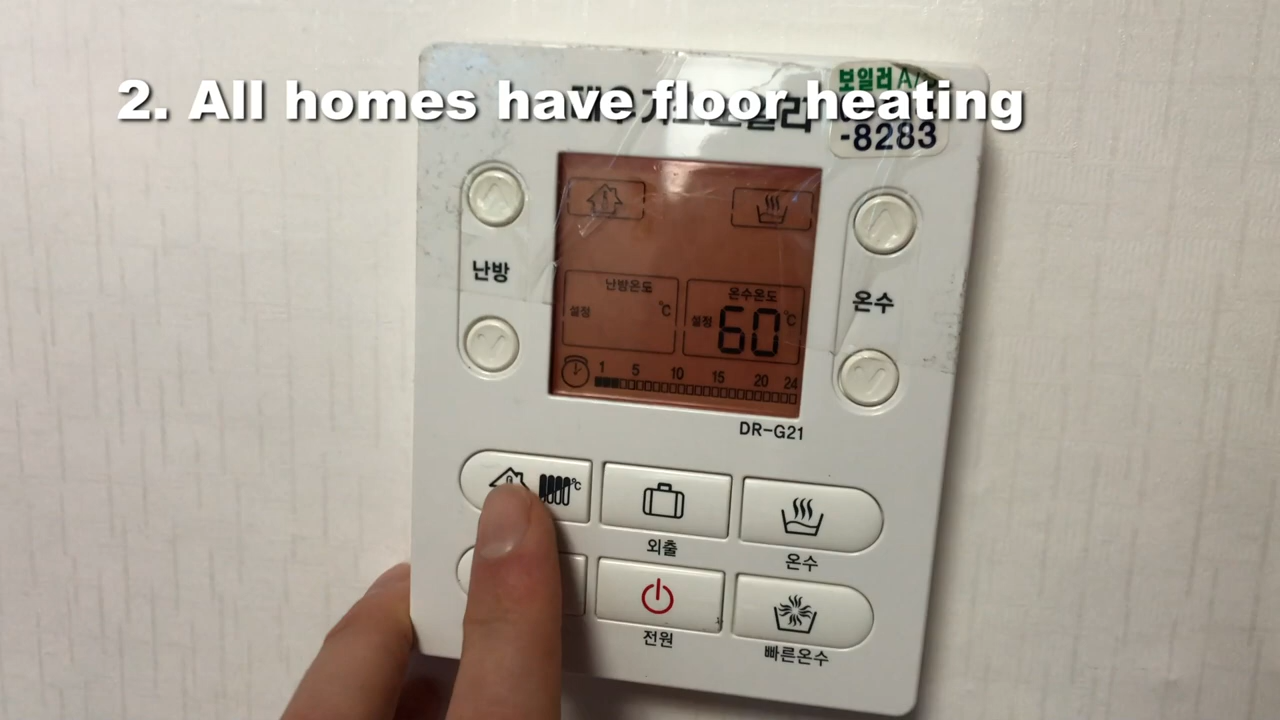 2. All homes have floor heating
보일러 A/
-8283
난방
온수
난방온도
설정
℃
온수온도
설정 60 ℃
1 5 10 15 20 24
DR-G21
℃
외출
온수
전원
빠른온수